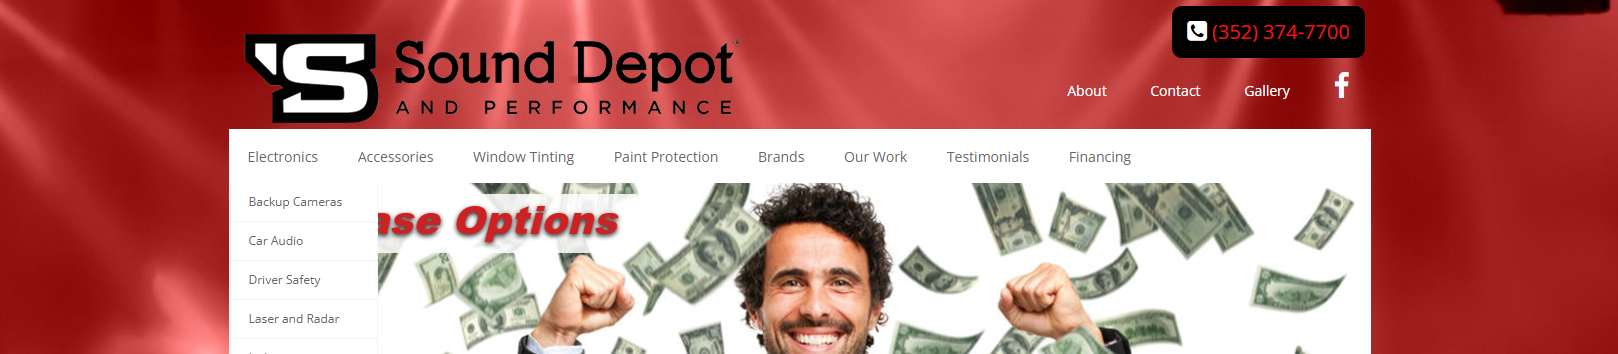 (352) 374-7700
Sound Depot
AND PERFORMANCE
About Contact Gallery
Electronics Accessories Window Tinting Paint Protection Brands Our Work Testimonials Financing
Backup Cameras
Options
Car Audio
Driver Safety
Laser and Radar